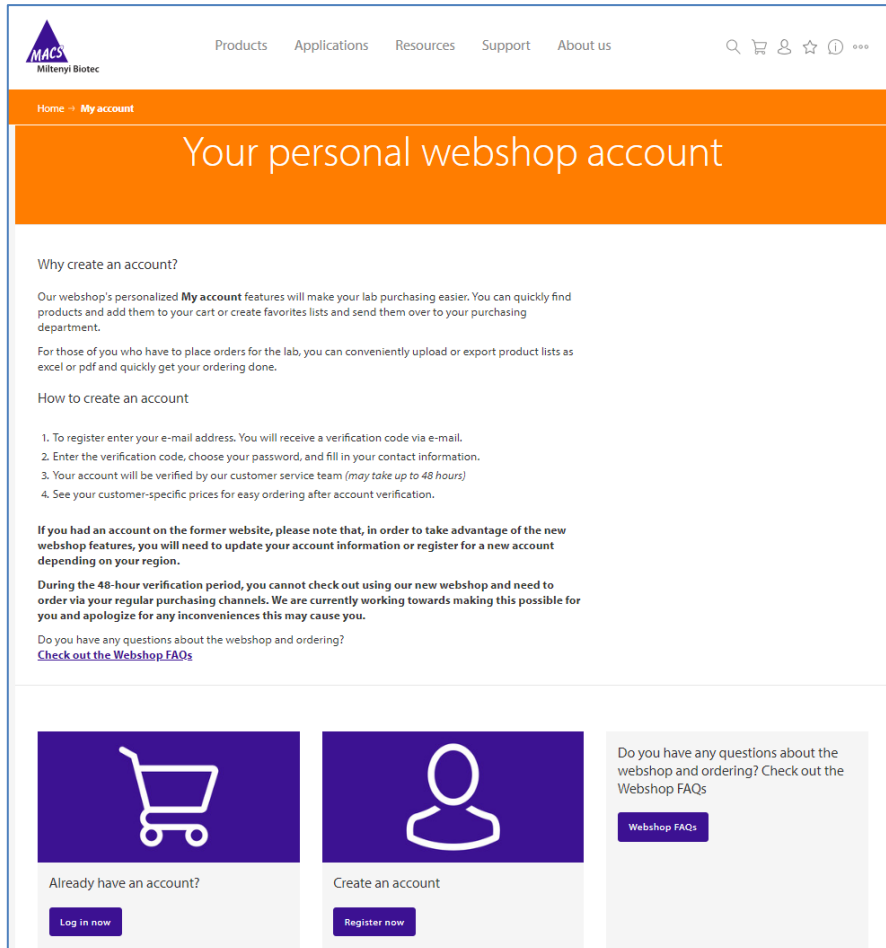 MACS
Miltenyi Biotec
Products Applications Resources Support About us
Home → My account
Your personal webshop account
Why create an account?
Our webshop's personalized My account features will make your lab purchasing easier. You can quickly find
products and add them to your cart or create favorites lists and send them over to your purchasing
department.
For those of you who have to place orders for the lab, you can conveniently upload or export product lists as
excel or pdf and quickly get your ordering done.
How to create an account
1. To register enter your e-mail address. You will receive a verification code via e-mail.
2. Enter the verification code, choose your password, and fill in your contact information.
3. Your account will be verified by our customer service team (may take up to 48 hours)
4. See your customer-specific prices for easy ordering after account verification.
If you had an account on the former website, please note that, in order to take advantage of the new
webshop features, you will need to update your account information or register for a new account
depending on your region.
During the 48-hour verification period, you cannot check out using our new webshop and need to
order via your regular purchasing channels. We are currently working towards making this possible for
you and apologize for any inconveniences this may cause you.
Do you have any questions about the webshop and ordering?
Check out the Webshop FAQs
Already have an account?
Log in now
Create an account
Register now
Do you have any questions about the
webshop and ordering? Check out the
Webshop FAQs
Webshop FAQs